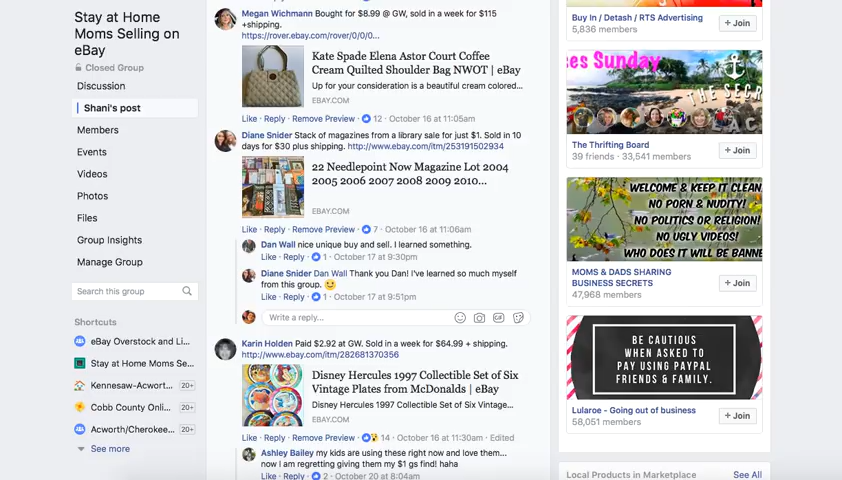 Stay at Home
Moms Selling on
eBay
Closed Group
Discussion
Shani's post
Members
Events
Videos
Photos
Files
Group Insights
Manage Group
Search this group
Shortcuts
eBay Overstock and Li...
Stay at Home Moms Se...
Kennesaw-Acwort... 20+
Cobb County Onli... 20+
Acworth/Cherokee... 20+
See more
Megan Wichmann Bought for $8.99 @ GW, sold in a week for $115
+shipping.
https://rover.ebay.com/rover/0/0/0...
Kate Spade Elena Astor Court Coffee
Cream Quilted Shoulder Bag NWOT | eBay
Up for your consideration is a beautiful cream colored...
EBAY.COM
Like · Reply · Remove Preview · 12 · October 16 at 11:05am
Diane Snider Stack of magazines from a library sale for just $1. Sold in 10
days for $30 plus shipping. http://www.ebay.com/itm/253191502934
22 Needlepoint Now Magazine Lot 2004
2005 2006 2007 2008 2009 2010...
EBAY.COM
Like · Reply · Remove Preview · 7 · October 16 at 11:06am
Dan Wall nice unique buy and sell. I learned something.
Like · Reply · 1 · October 17 at 9:30pm
Diane Snider Dan Wall Thank you Dan! I've learned so much myself
from this group. 😉
Like · Reply · 1 · October 17 at 9:51pm
Write a reply...
GIF
Karin Holden Paid $2.92 at GW. Sold in a week for $64.99 + shipping.
http://www.ebay.com/itm/282681370356
Disney Hercules 1997 Collectible Set of Six
Vintage Plates from McDonalds | eBay
Disney Hercules 1997 Collectible Set of Six Vintage...
EBAY.COM
Like · Reply · Remove Preview · 14 · October 16 at 11:30am · Edited
Ashley Bailey my kids are using these right now and love them...
now I am regretting giving them my $1 gs find! haha
Like · Reply · 2 · October 20 at 8:04am
Buy In / Detash / RTS Advertising
5,836 members
+ Join
es Sunday
THE SECR
LAC
The Thrifting Board
39 friends · 33,541 members
+ Join
WELCOME & KEEP IT CLEAN
NO PORN & NUDITY!
NO POLITICS OR RELIGION!
NO UGLY VIDEOS!
WHO DOES IT WILL BE BANNE
MOMS & DADS SHARING
BUSINESS SECRETS
47,968 members
+ Join
BE CAUTIOUS
WHEN ASKED TO
PAY USING PAYPAL
FRIENDS & FAMILY.
Lularoe - Going out of business
58,051 members
+ Join
Local Products in Marketplace
See All